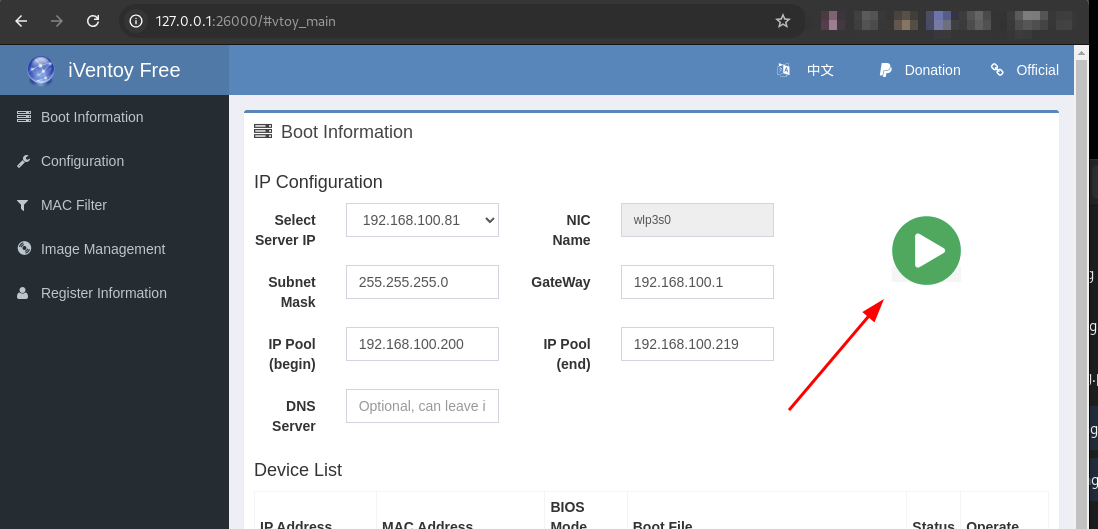 127.0.0.1:26000/#vtoy_main
iVentoy Free
中文
Donation
Official
Boot Information
Configuration
MAC Filter
Image Management
Register Information
Boot Information
IP Configuration
Select
Server IP
192.168.100.81
NIC
Name
wlp3s0
Subnet
Mask
255.255.255.0
GateWay
192.168.100.1
IP Pool
(begin)
192.168.100.200
IP Pool
(end)
192.168.100.219
DNS
Server
Optional, can leave i
Device List
IP Address
MAC Address
BIOS
Mode
Boot File
Status
Operate